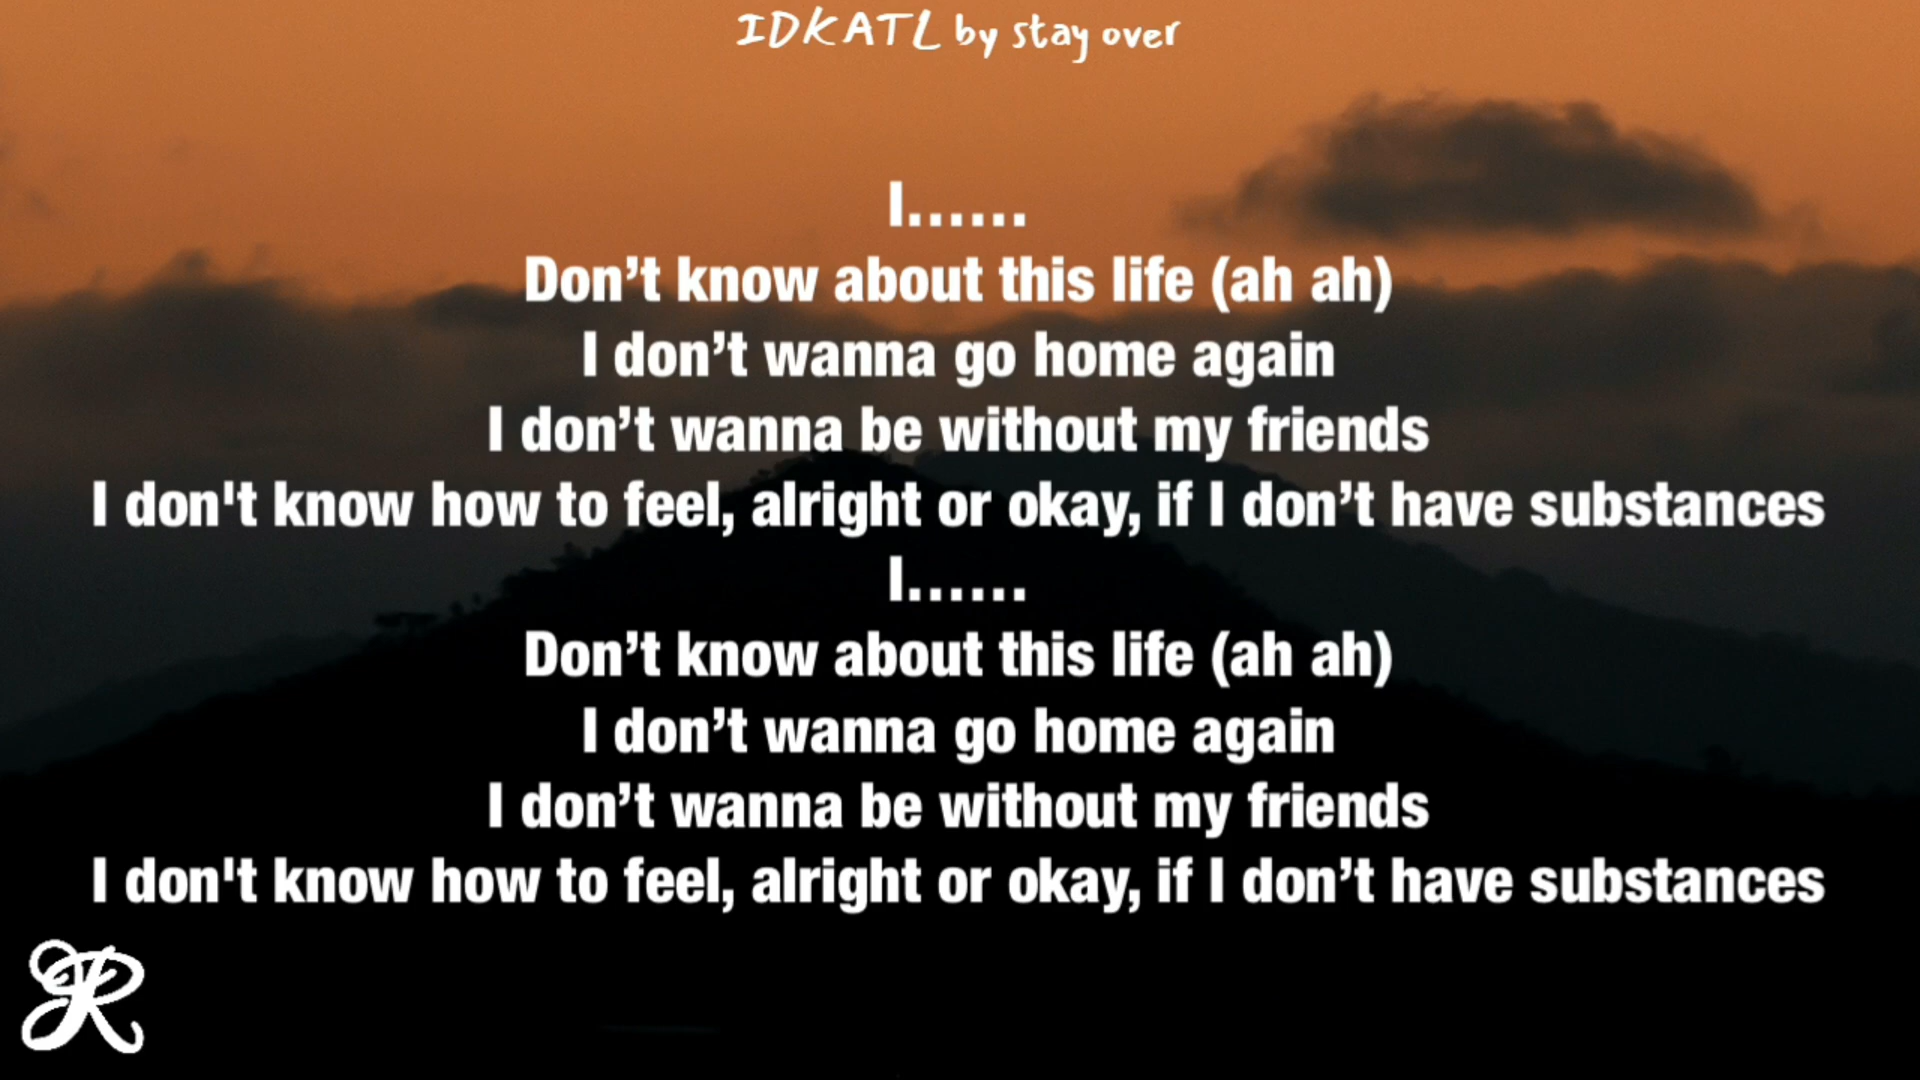 IDKATL by stay over
I......
Don’t know about this life (ah ah)
I don’t wanna go home again
I don’t wanna be without my friends
I don't know how to feel, alright or okay, if I don’t have substances
I......
Don’t know about this life (ah ah)
I don’t wanna go home again
I don’t wanna be without my friends
I don't know how to feel, alright or okay, if I don’t have substances
R